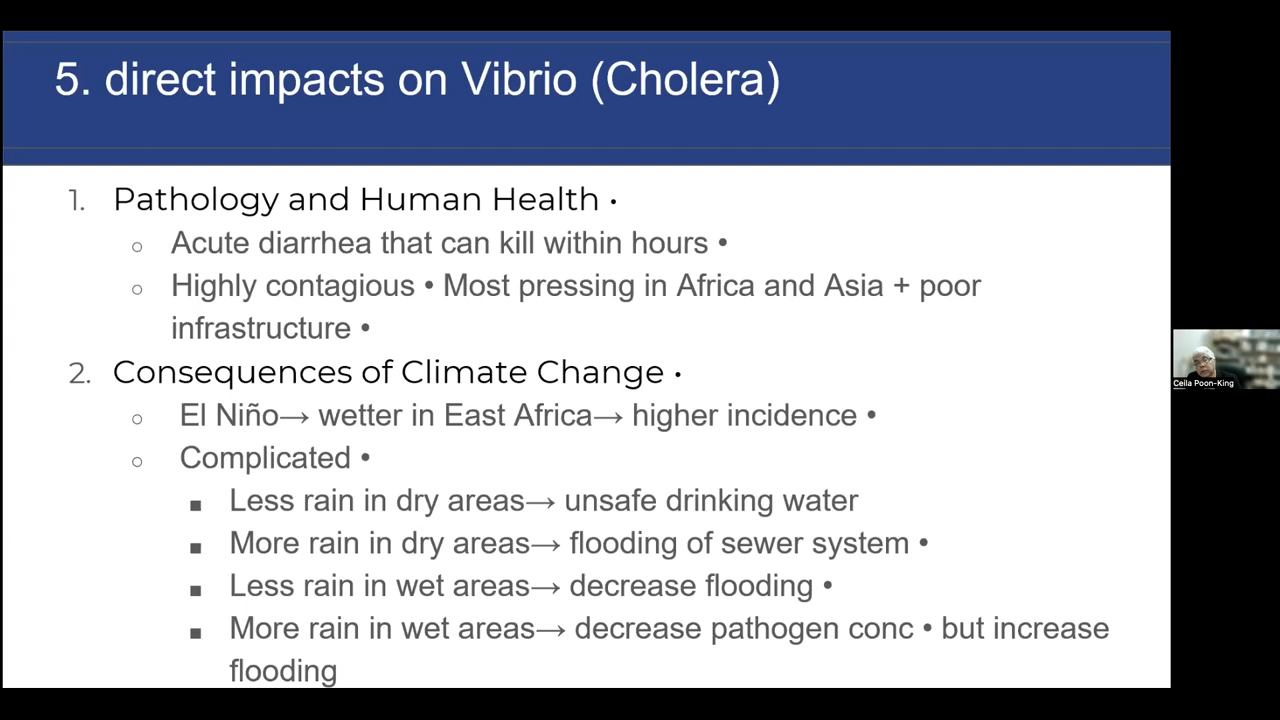 5. direct impacts on Vibrio (Cholera)
1. Pathology and Human Health •
○ Acute diarrhea that can kill within hours •
○ Highly contagious • Most pressing in Africa and Asia + poor
infrastructure •
2. Consequences of Climate Change •
○ El Niño→ wetter in East Africa→ higher incidence •
○ Complicated •
■ Less rain in dry areas→ unsafe drinking water
■ More rain in dry areas→ flooding of sewer system •
■ Less rain in wet areas→ decrease flooding •
■ More rain in wet areas→ decrease pathogen conc • but increase
flooding
Ceila Poon-King